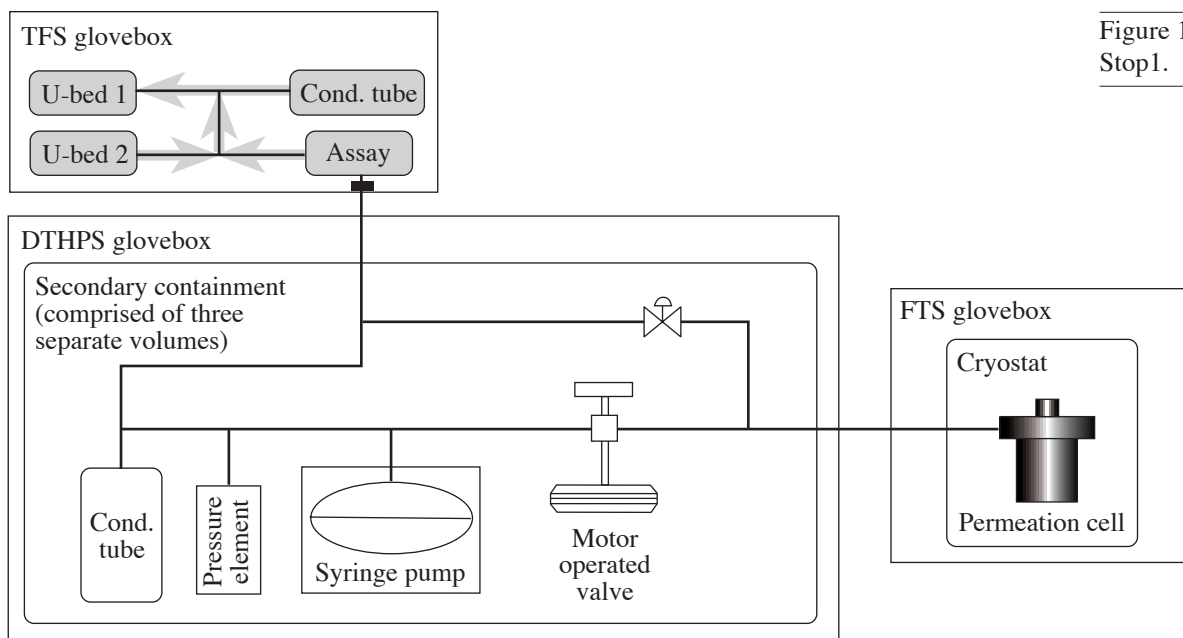 TFS glovebox
U-bed 1
Cond. tube
U-bed 2
Assay
Figure 1
Stop1.
DTHPS glovebox
Secondary containment
(comprised of three
separate volumes)
FTS glovebox
Cryostat
Permeation cell
Cond.
tube
Pressure
element
Syringe pump
Motor
operated
valve